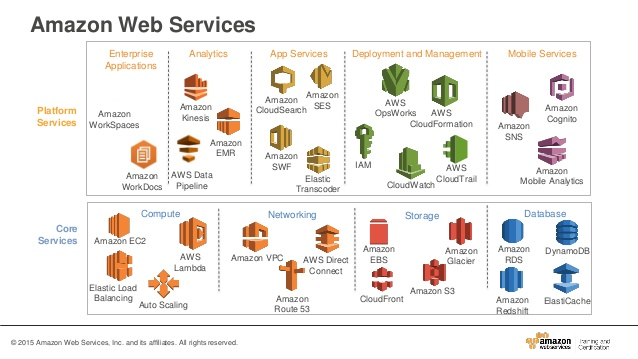 Amazon Web Services
Enterprise
Applications
Analytics
App Services
Deployment and Management
Mobile Services
Platform
Services
Amazon
WorkSpaces
Amazon
WorkDocs
Amazon
Kinesis
Amazon
EMR
AWS Data
Pipeline
Amazon
CloudSearch
Amazon
SES
Amazon
SWF
Elastic
Transcoder
AWS
OpsWorks
AWS
CloudFormation
IAM
CloudWatch
AWS
CloudTrail
Amazon
SNS
Amazon
Cognito
Amazon
Mobile Analytics
Core
Services
Compute
Networking
Storage
Database
Amazon EC2
AWS
Lambda
Elastic Load
Balancing
Auto Scaling
Amazon VPC
AWS Direct
Connect
Amazon
Route 53
Amazon
EBS
Amazon
Glacier
CloudFront
Amazon S3
Amazon
RDS
DynamoDB
Amazon
Redshift
ElastiCache
© 2015 Amazon Web Services, Inc. and its affiliates. All rights reserved.
amazon
webservices
Training and
Certification